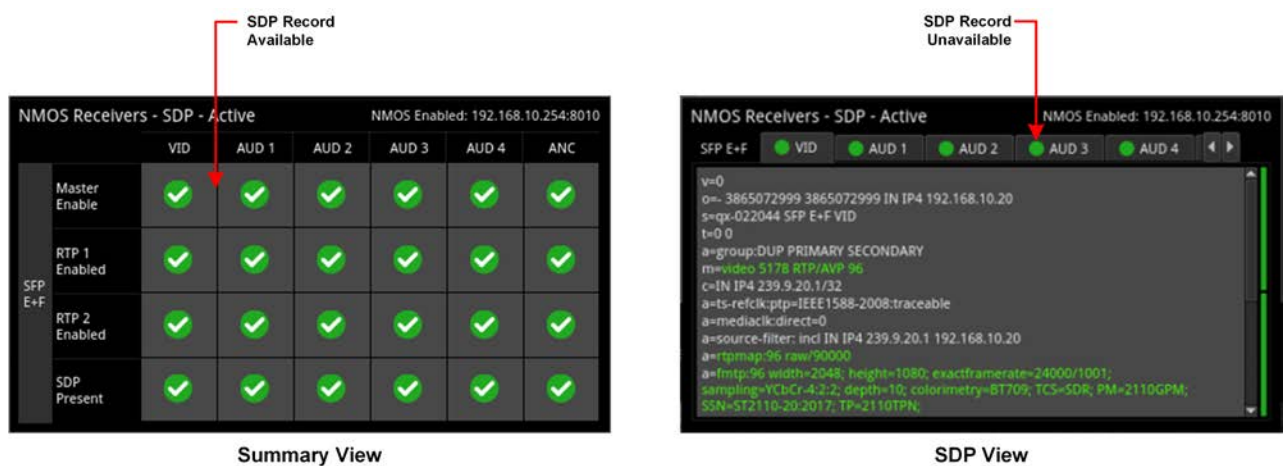 SDP Record
Available
SDP Record
Unavailable
NMOS Receivers - SDP - Active NMOS Enabled: 192.168.10.254:8010
VID AUD 1 AUD 2 AUD 3 AUD 4 ANC
SFP
E+F
Master
Enable
RTP 1
Enabled
RTP 2
Enabled
SDP
Present
Summary View
NMOS Receivers - SDP - Active NMOS Enabled: 192.168.10.254:8010
SFP E+F VID AUD 1 AUD 2 AUD 3 AUD 4
v=0
o=- 3865072999 3865072999 IN IP4 192.168.10.20
s=qx-022044 SFP E+F VID
t=0 0
a=group:DUP PRIMARY SECONDARY
m=video 5178 RTP/AVP 96
c=IN IP4 239.9.20.1/32
a=ts-refclk:ptp=IEEE1588-2008:traceable
a=mediaclk:direct=0
a=source-filter: incl IN IP4 239.9.20.1 192.168.10.20
a=rtpmap:96 raw/90000
a=fmtp:96 width=2048; height=1080; exactframerate=24000/1001;
sampling=YCbCr-4:2:2; depth=10; colorimetry=BT709; TCS=SDR; PM=2110GPM;
SSN=ST2110-20:2017; TP=2110TPN;
SDP View